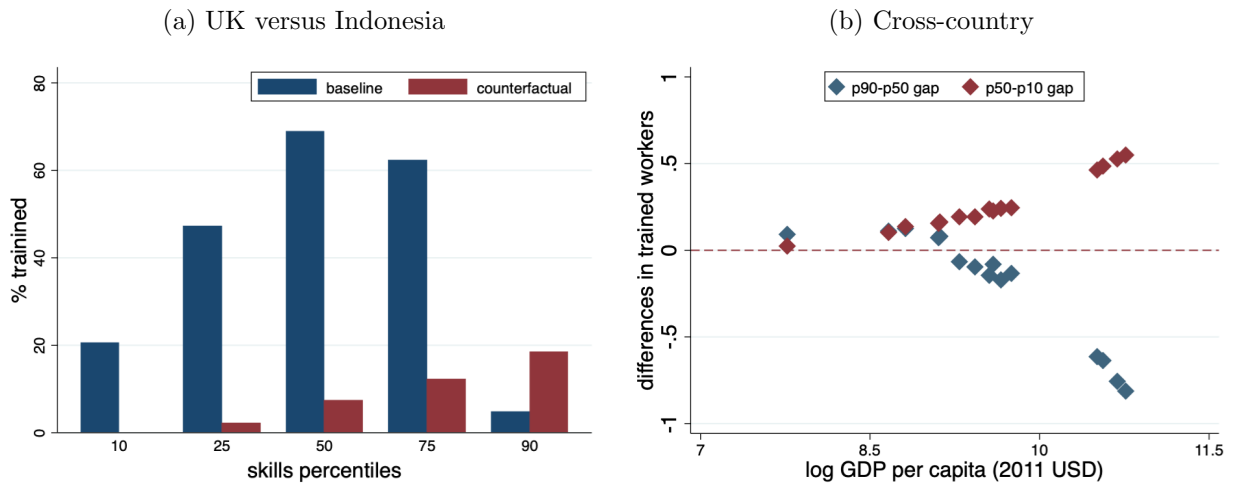 (a) UK versus Indonesia
baseline
counterfactual
80
60
40
20
0
% trainined
10
25
50
75
90
skills percentiles
(b) Cross-country
p90-p50 gap
p50-p10 gap
1
.5
0
-.5
-1
differences in trained workers
7
8.5
10
11.5
log GDP per capita (2011 USD)